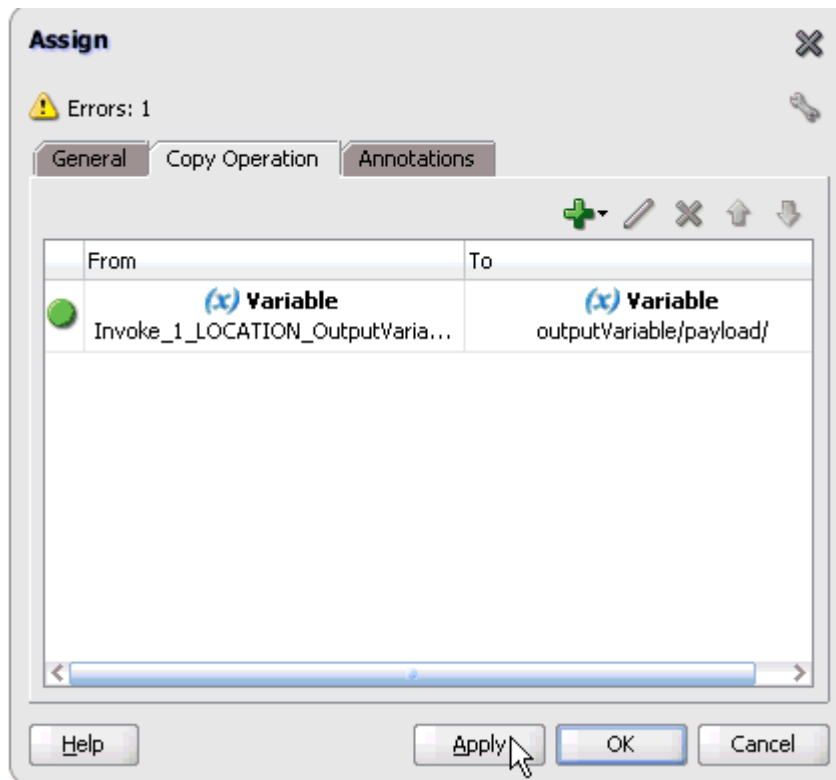 Assign
Errors: 1
General Copy Operation Annotations
From To
(x) Variable (x) Variable
Invoke_1_LOCATION_OutputVaria... outputVariable/payload/
Help Apply OK Cancel